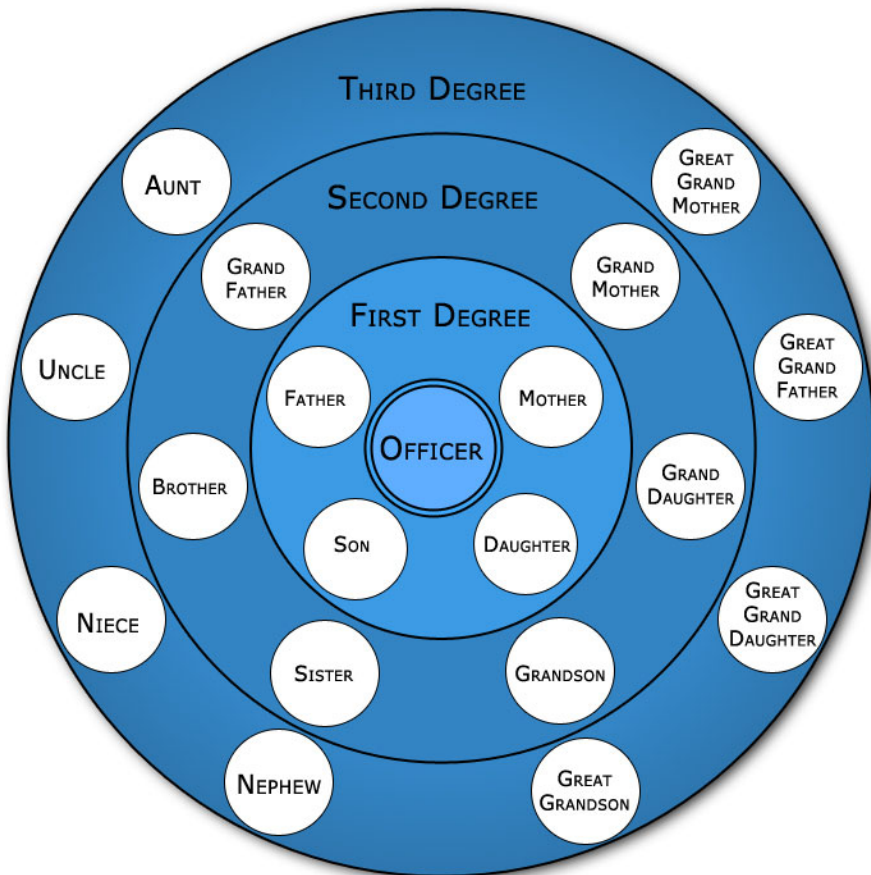 THIRD DEGREE
AUNT
GREAT
GRAND
MOTHER
SECOND DEGREE
GRAND
FATHER
GRAND
MOTHER
FIRST DEGREE
UNCLE
GREAT
GRAND
FATHER
FATHER
MOTHER
OFFICER
BROTHER
GRAND
DAUGHTER
SON
DAUGHTER
NIECE
GREAT
GRAND
DAUGHTER
SISTER
GRANDSON
NEPHEW
GREAT
GRANDSON